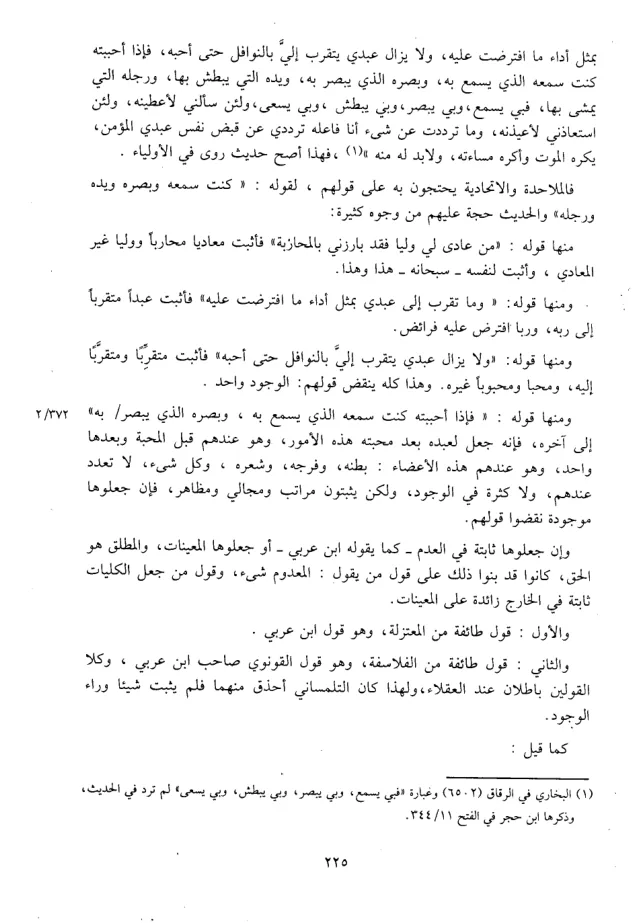 بمثل أداء ما افترضت عليه، ولا يزال عبدي يتقرب إليَّ بالنوافل حتى أحبه، فإذا أحببته
كنت سمعه الذي يسمع به، وبصره الذي يبصر به، ويده التي يبطش بها، ورجله التي
يمشى بها، فبي يسمع،وبي يبصر،وبي يبطش ،وبي يسعى،ولئن سألني لأعطينه، ولئن
استعاذني لأعيذنه، وما ترددت عن شىء أنا فاعله ترددي عن قبض نفس عبدي المؤمن،
يكره الموت وأكره مساءته، ولابد له منه »(١) ،فهذا أصح حديث روى في الأولياء .
فالملاحدة والاتحادية يحتجون به على قولهم ، لقوله : « كنت سمعه وبصره ويده
ورجله» والحديث حجة عليهم من وجوه كثيرة:
منها قوله : «من عادى لي وليا فقد بارزني بالمحاربة» فأثبت معاديا محارباً ووليا غير
المعادي ، وأثبت لنفسه ـ سبحانه ـ هذا وهذا.
ومنها قوله: « وما تقرب إلى عبدي بمثل أداء ما افترضت عليه» فأثبت عبداً متقرباً
إلى ربه، وربا افترض عليه فرائض.
ومنها قوله: «ولا يزال عبدي يتقرب إليَّ بالنوافل حتى أحبه» فأثبت متقرِّبًا ومتقرَّبًا
إليه، ومحبا ومحبوباً غيره. وهذا كله ينقض قولهم: الوجود واحد .
ومنها قوله : « فإذا أحببته كنت سمعه الذي يسمع به ، وبصره الذي يبصر/ به»
٢/٣٧٢
إلى آخره، فإنه جعل لعبده بعد محبته هذه الأمور، وهو عندهم قبل المحبة وبعدها
واحد، وهو عندهم هذه الأعضاء : بطنه، وفرجه، وشعره ، وكل شىء، لا تعدد
عندهم، ولا كثرة في الوجود، ولكن يثبتون مراتب ومجالي ومظاهر، فإن جعلوها
موجودة نقضوا قولهم.
وإن جعلوها ثابتة في العدم ـ كما يقوله ابن عربي ـ أو جعلوها المعينات، والمطلق هو
الحق، كانوا قد بنوا ذلك على قول من يقول : المعدوم شىء، وقول من جعل الكليات
ثابتة في الخارج زائدة على المعينات.
والأول : قول طائفة من المعتزلة، وهو قول ابن عربي .
والثاني : قول طائفة من الفلاسفة، وهو قول القونوي صاحب ابن عربي ، وكلا
القولين باطلان عند العقلاء،ولهذا كان التلمساني أحذق منهما فلم يثبت شيئا وراء
الوجود.
كما قيل :
(١) البخاري في الرقاق (٦٥٠٢) وعبارة «فبي يسمع، وبي يبصر، وبي يبطش، وبي يسعى» لم ترد في الحديث،
وذكرها ابن حجر في الفتح ٣٤٤/١١.
٢٢٥